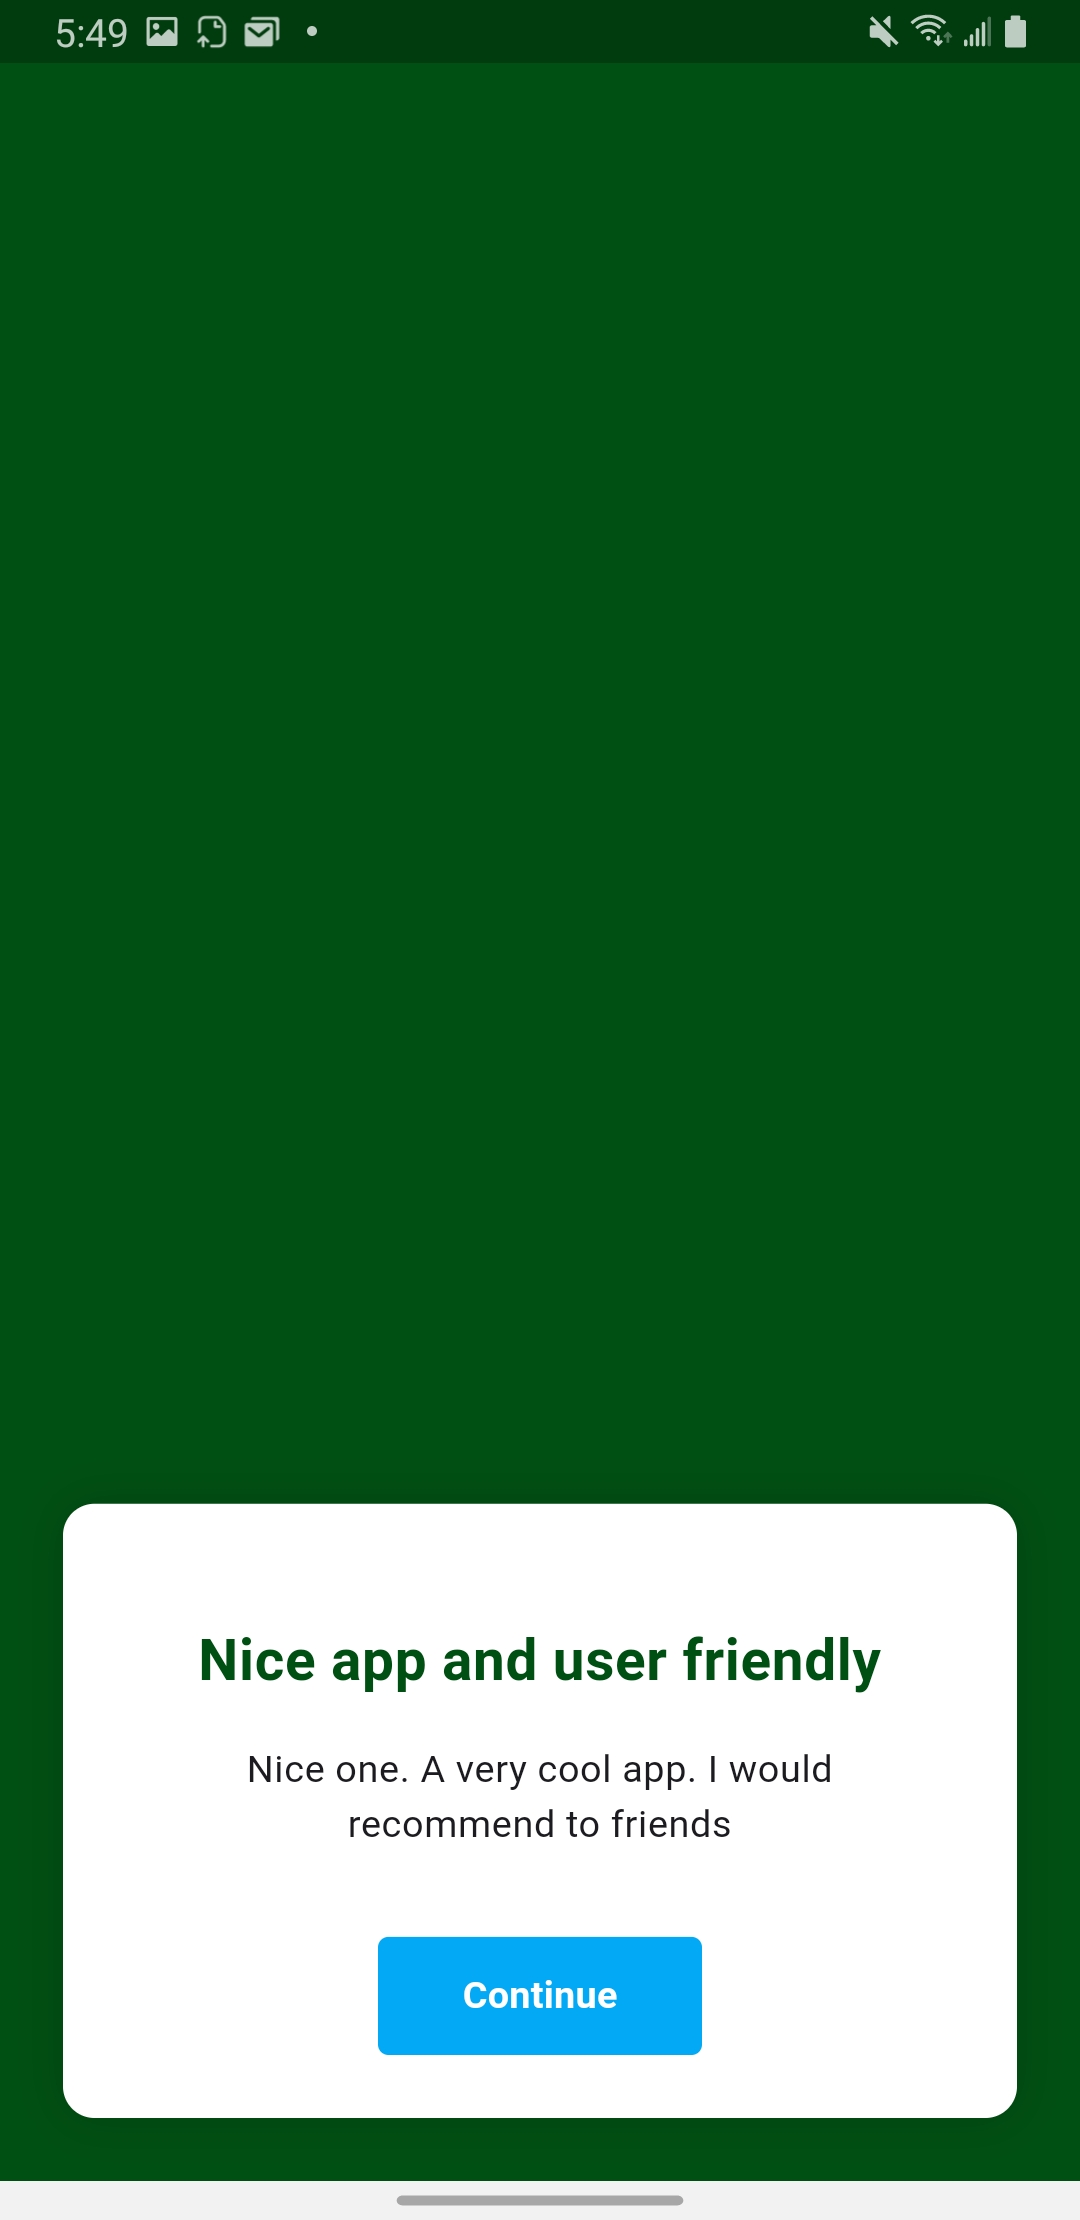 5:49
Nice app and user friendly
Nice one. A very cool app. I would
recommend to friends
Continue